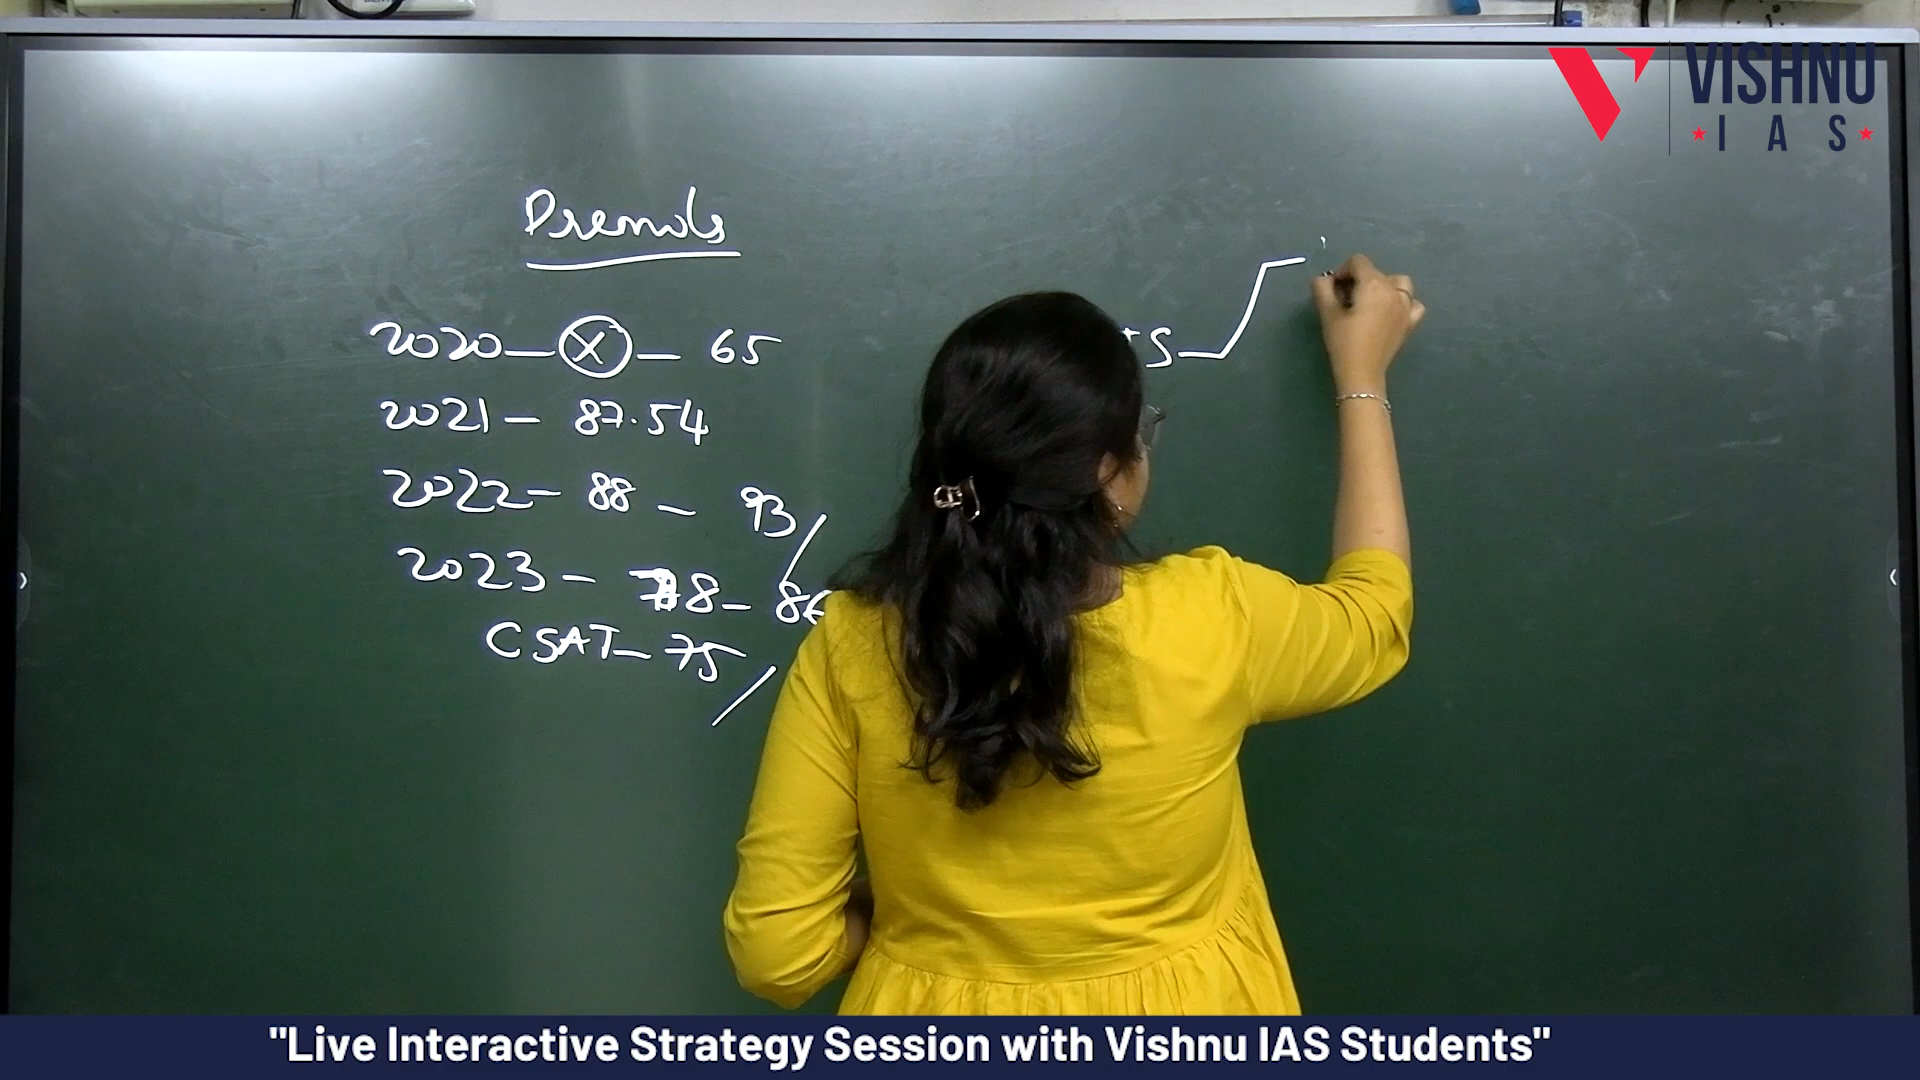 VISHNU
IAS
Prelims
2020 – X – 65
2021 – 87.54
2022 – 88 – 93/
2023 – 78 – 86
CSAT – 75/
"Live Interactive Strategy Session with Vishnu IAS Students"